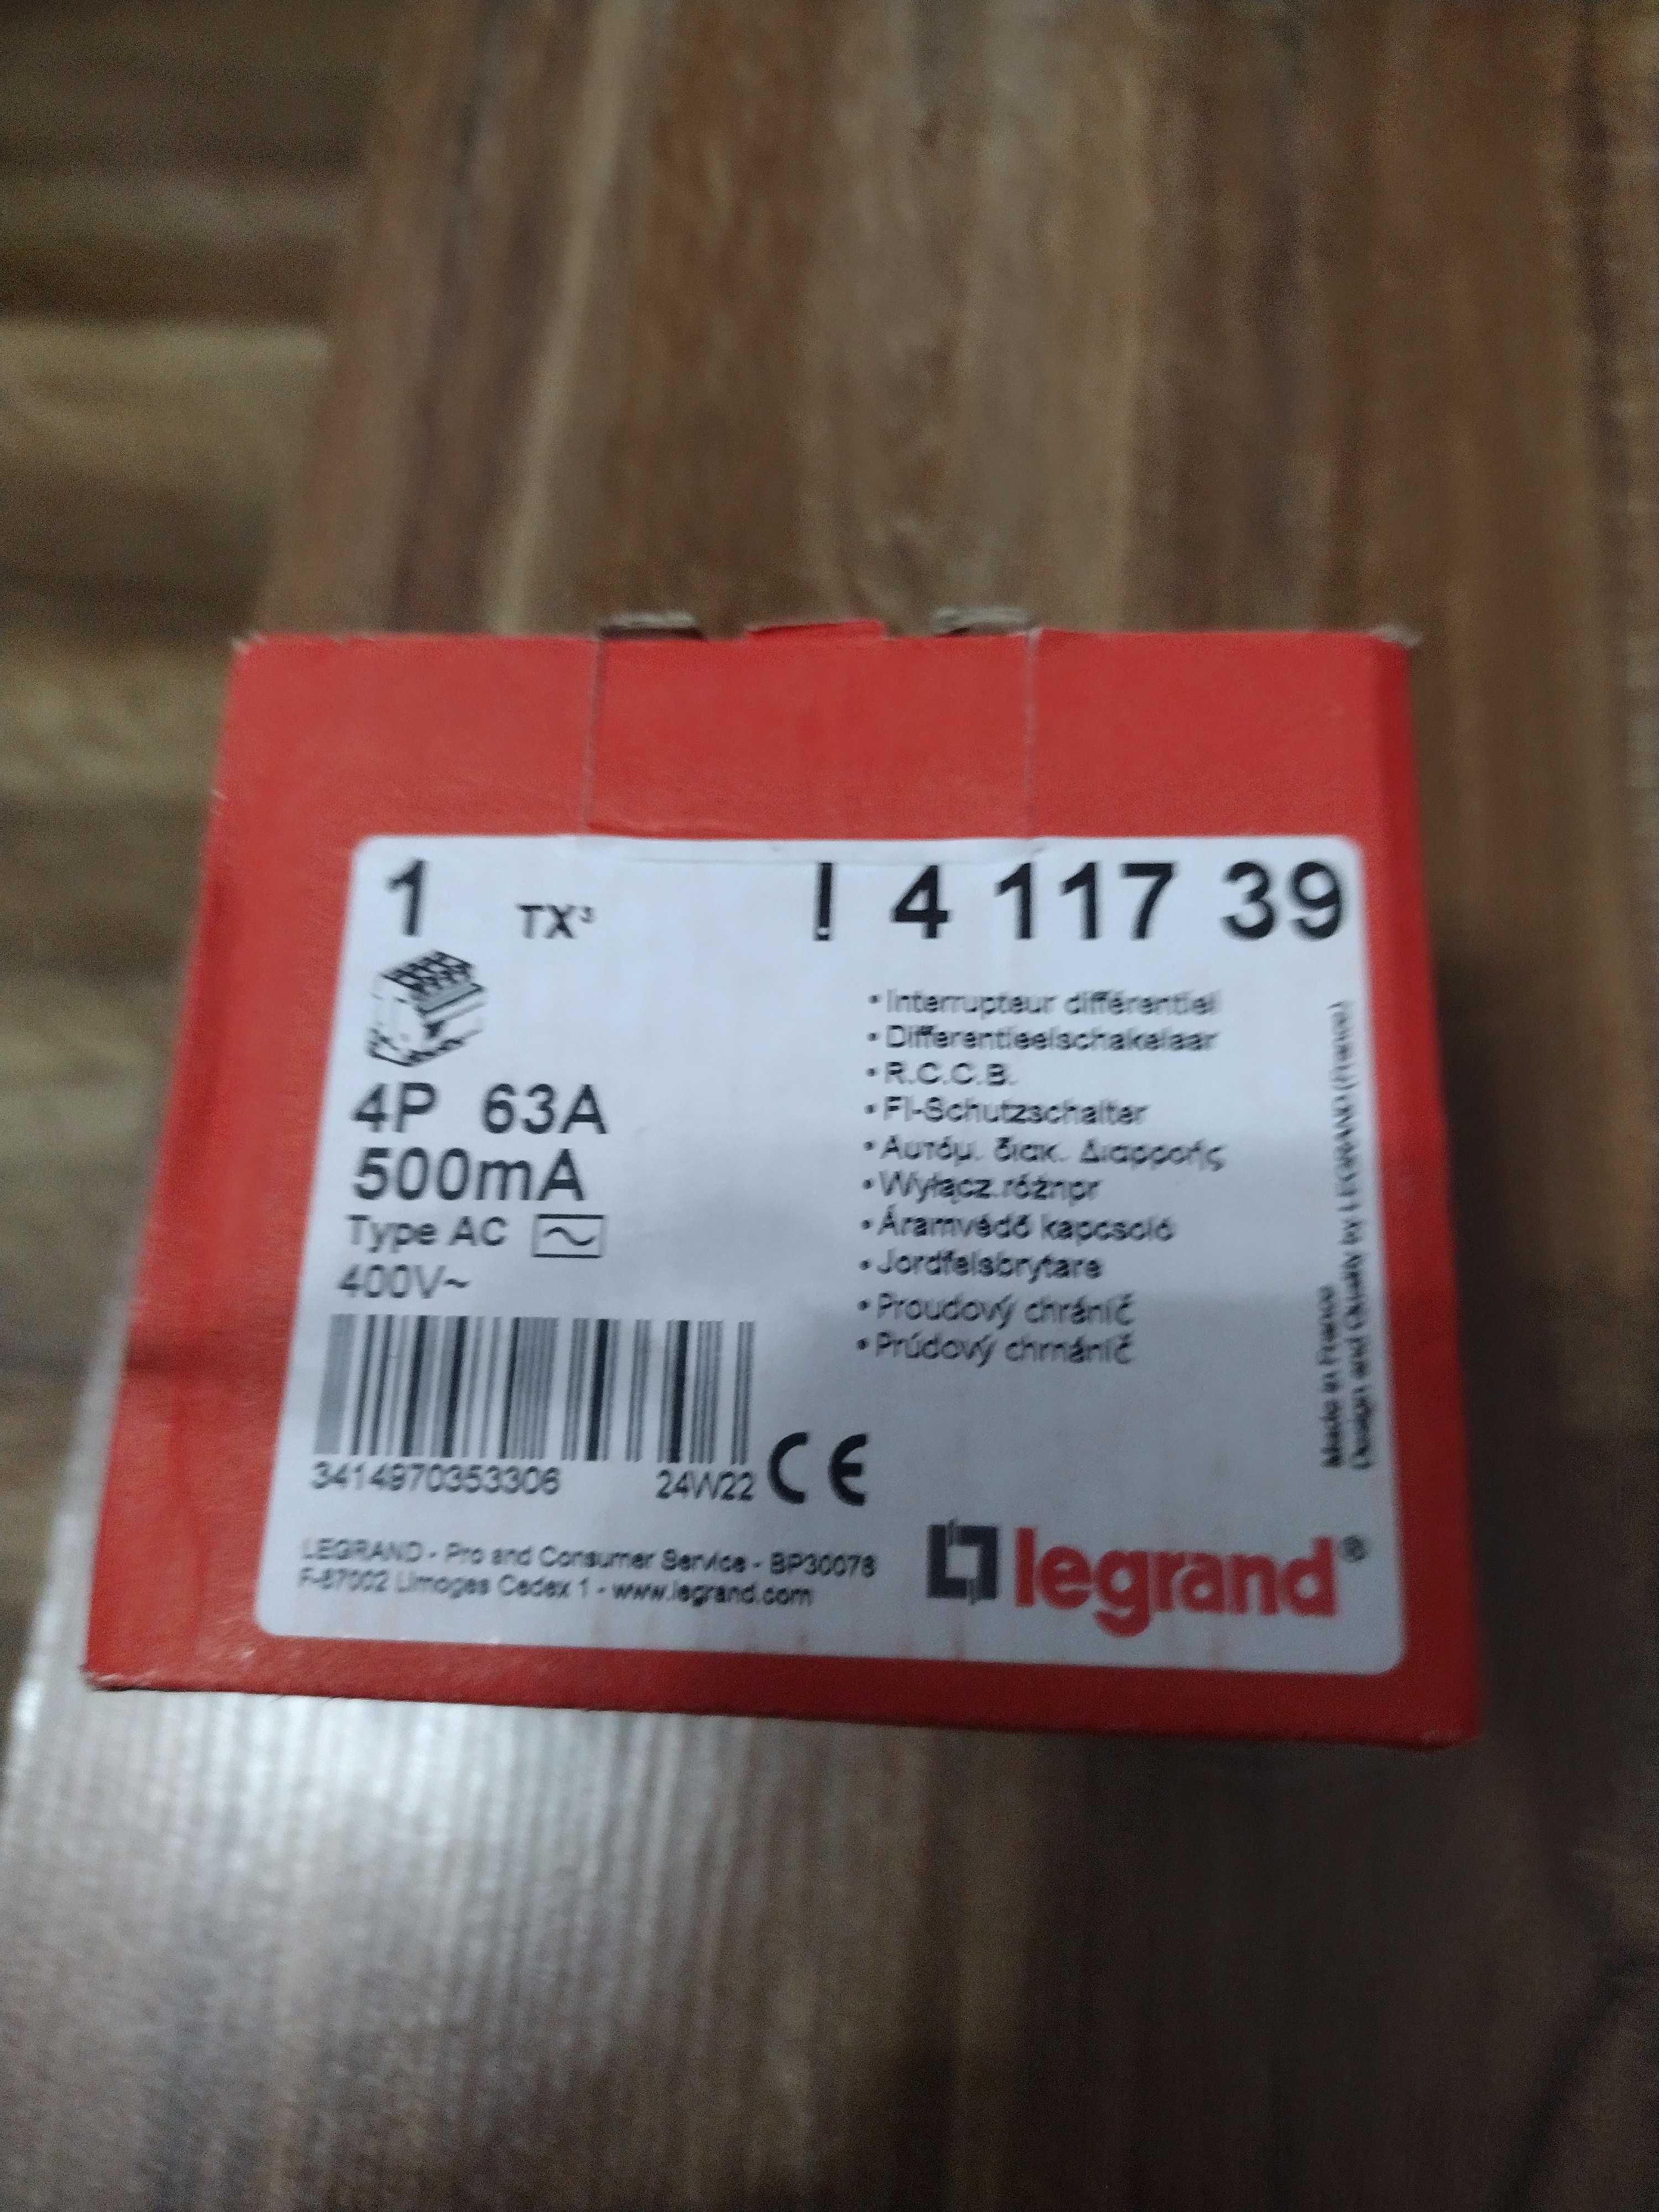 1 TX³ ! 4 117 39
4P 63A
500mA
Type AC
400V~
3414970353306 24W22 CE
LEGRAND - Pro and Consumer Service - BP30078
F-87002 Limoges Cedex 1 - www.legrand.com
• Interrupteur différentiel
• Differentieelschakelaar
• R.C.C.B.
• FI-Schutzschalter
• Αυτόμ. διακ. Διαρροής
• Wyłącz.różnpr
• Áramvédő kapcsoló
• Jordfelsbrytare
• Proudový chránič
• Prúdový chrnánič
Made in France
Design and Quality by LEGRAND (France)
legrand®